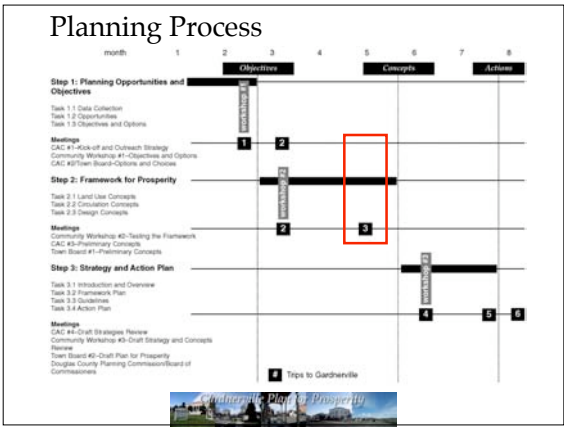 Planning Process
month 1 2 3 4 5 6 7 8
Objectives Concepts Actions
Step 1: Planning Opportunities and
Objectives
workshop #1
Task 1.1 Data Collection
Task 1.2 Opportunities
Task 1.3 Objectives and Options
Meetings
1 2
CAC #1–Kick-off and Outreach Strategy
Community Workshop #1–Objectives and Options
CAC #2/Town Board–Options and Choices
Step 2: Framework for Prosperity
workshop #2
Task 2.1 Land Use Concepts
Task 2.2 Circulation Concepts
Task 2.3 Design Concepts
Meetings
2 3
Community Workshop #2–Testing the Framework
CAC #3–Preliminary Concepts
Town Board #1–Preliminary Concepts
Step 3: Strategy and Action Plan
workshop #3
Task 3.1 Introduction and Overview
Task 3.2 Framework Plan
Task 3.3 Guidelines
Task 3.4 Action Plan
4 5 6
Meetings
CAC #4–Draft Strategies Review
Community Workshop #3–Draft Strategy and Concepts
Review
Town Board #2–Draft Plan for Prosperity
Douglas County Planning Commission/Board of
Commissioners
# Trips to Gardnerville
Gardnerville Plan for Prosperity